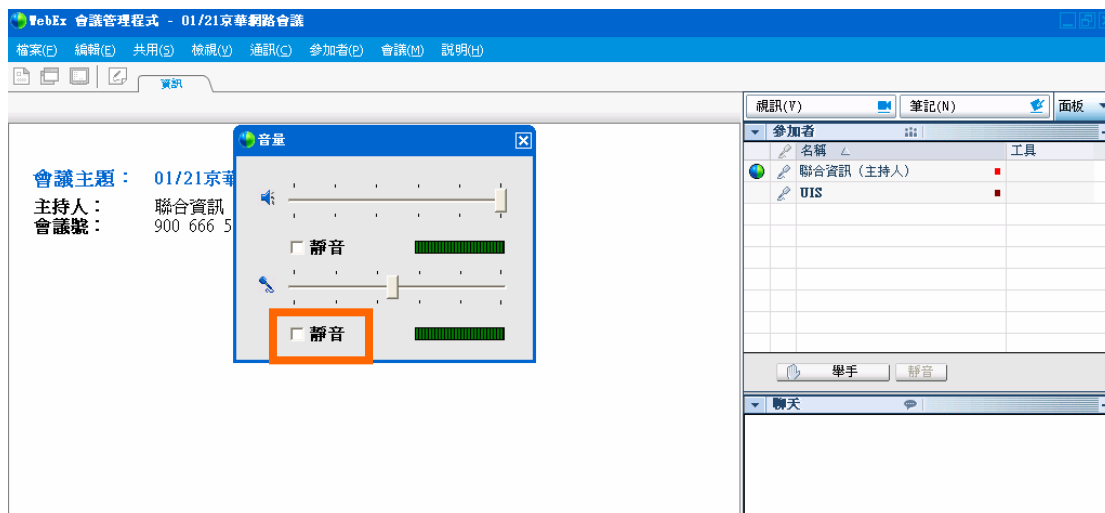 WebEx 會議管理程式 - 01/21京華網路會議
檔案(F) 編輯(E) 共用(S) 檢視(V) 通訊(C) 參加者(P) 會議(M) 説明(H)
資訊
視訊(V) 筆記(N) 面板
參加者
名稱 工具
聯合資訊 (主持人)
UIS
舉手 靜音
聊天
會議主題： 01/21京華
主持人： 聯合資訊
會議號： 900 666 5
音量
靜音
靜音